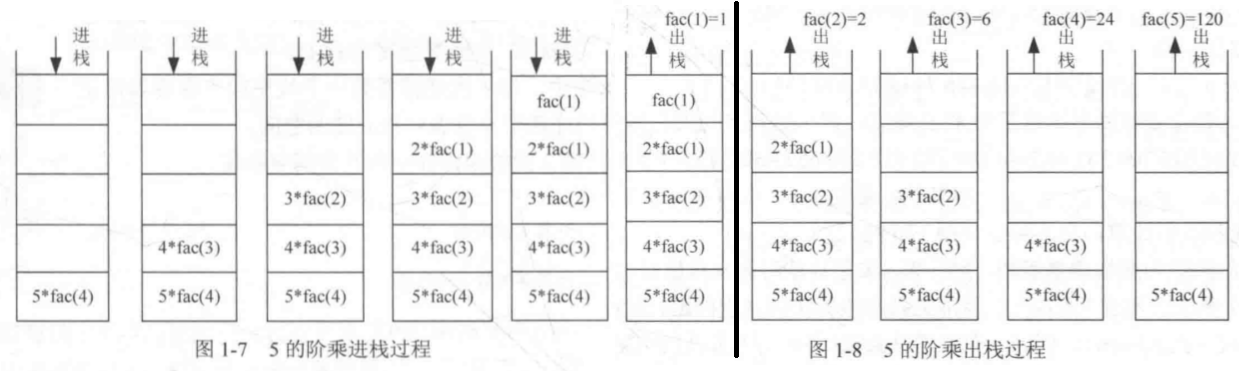 fac(1)=1 fac(2)=2 fac(3)=6 fac(4)=24 fac(5)=120
进 进 进 进 进 出 出 出 出 出
栈 栈 栈 栈 栈 栈 栈 栈 栈 栈
fac(1) fac(1)
2*fac(1) 2*fac(1) 2*fac(1) 2*fac(1)
3*fac(2) 3*fac(2) 3*fac(2) 3*fac(2) 3*fac(2) 3*fac(2)
4*fac(3) 4*fac(3) 4*fac(3) 4*fac(3) 4*fac(3) 4*fac(3) 4*fac(3) 4*fac(3)
5*fac(4) 5*fac(4) 5*fac(4) 5*fac(4) 5*fac(4) 5*fac(4) 5*fac(4) 5*fac(4) 5*fac(4) 5*fac(4)
图 1-7 5 的阶乘进栈过程 图 1-8 5 的阶乘出栈过程